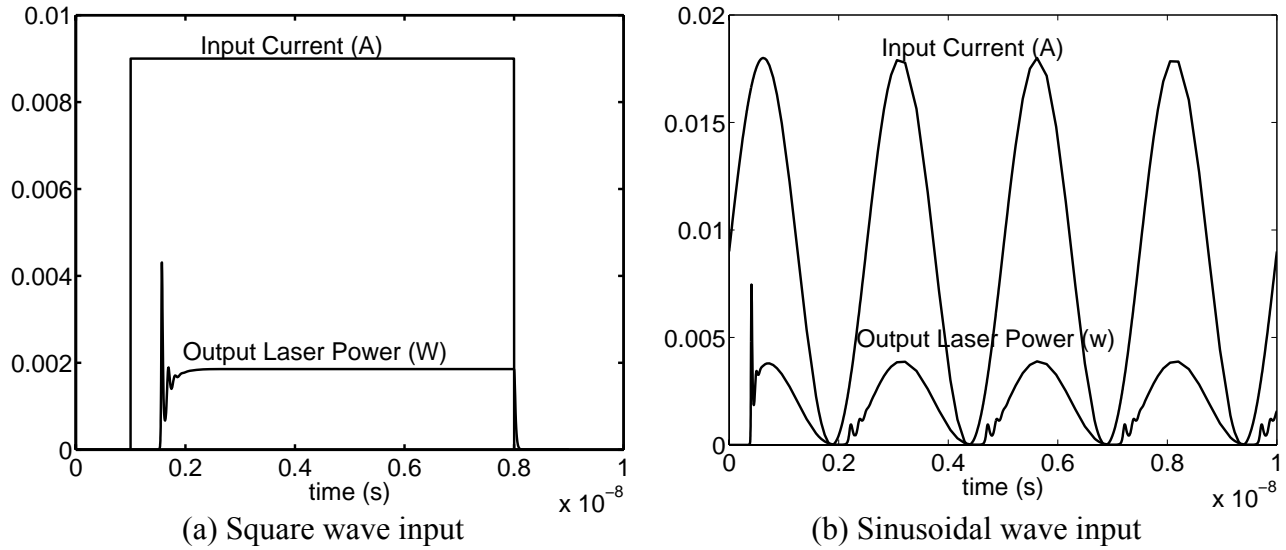 0.01
0.008
0.006
0.004
0.002
0
Input Current (A)
Output Laser Power (W)
0 0.2 0.4 0.6 0.8 1
time (s)
x 10⁻⁸
(a) Square wave input
0.02
0.015
0.01
0.005
0
Input Current (A)
Output Laser Power (w)
0 0.2 0.4 0.6 0.8 1
time (s)
x 10⁻⁸
(b) Sinusoidal wave input